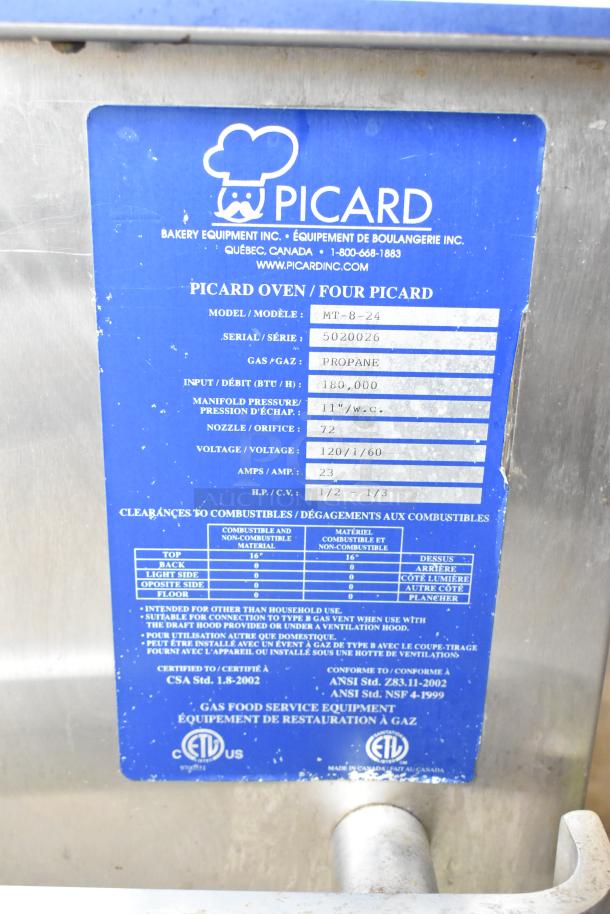 PICARD
BAKERY EQUIPMENT INC. • ÉQUIPEMENT DE BOULANGERIE INC.
QUÉBEC, CANADA • 1-800-668-1883
WWW.PICARDINC.COM
PICARD OVEN / FOUR PICARD
MODEL / MODÈLE : MT-8-24
SERIAL / SÉRIE : 5020026
GAS / GAZ : PROPANE
INPUT / DÉBIT (BTU / H) : 180,000
MANIFOLD PRESSURE/
PRESSION D'ÉCHAP. : 11"/w.c.
NOZZLE / ORIFICE : 72
VOLTAGE / VOLTAGE : 120/1/60
AMPS / AMP. : 23
H.P. / C.V. : 1/2 - 1/3
AUCTION GROUP
CLEARANCES TO COMBUSTIBLES / DÉGAGEMENTS AUX COMBUSTIBLES
COMBUSTIBLE AND NON-COMBUSTIBLE MATERIAL MATÉRIEL COMBUSTIBLE ET NON-COMBUSTIBLE
TOP 16" 16" DESSUS
BACK 0 0 ARRIÈRE
LIGHT SIDE 0 0 CÔTÉ LUMIÈRE
OPOSITE SIDE 0 0 AUTRE CÔTÉ
FLOOR 0 0 PLANCHER
• INTENDED FOR OTHER THAN HOUSEHOLD USE.
• SUITABLE FOR CONNECTION TO TYPE B GAS VENT WHEN USE WITH
THE DRAFT HOOD PROVIDED OR UNDER A VENTILATION HOOD.
• POUR UTILISATION AUTRE QUE DOMESTIQUE.
• PEUT ÊTRE INSTALLÉ AVEC UN ÉVENT À GAZ DE TYPE B AVEC LE COUPE-TIRAGE
FOURNI AVEC L'APPAREIL OU INSTALLÉ SOUS UNE HOTTE DE VENTILATION
CERTIFIED TO / CERTIFIÉ À CONFORME TO / CONFORME À
CSA Std. 1.8-2002 ANSI Std. Z83.11-2002
ANSI Std. NSF 4-1999
GAS FOOD SERVICE EQUIPMENT
ÉQUIPEMENT DE RESTAURATION À GAZ
C ETL US ETL
MADE IN CANADA / FAIT AU CANADA